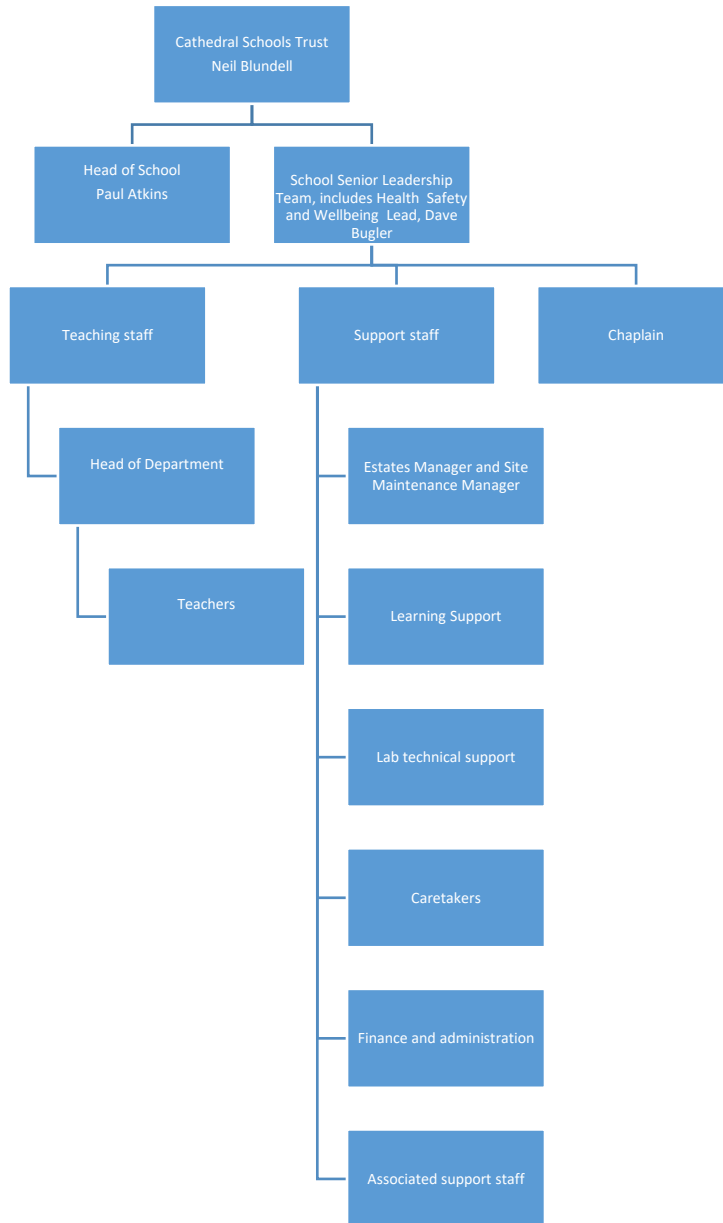 Cathedral Schools Trust
Neil Blundell
Head of School
Paul Atkins
School Senior Leadership
Team, includes Health  Safety
and Wellbeing  Lead, Dave
Bugler
Teaching staff
Support staff
Chaplain
Head of Department
Estates Manager and Site
Maintenance Manager
Teachers
Learning Support
Lab technical support
Caretakers
Finance and administration
Associated support staff